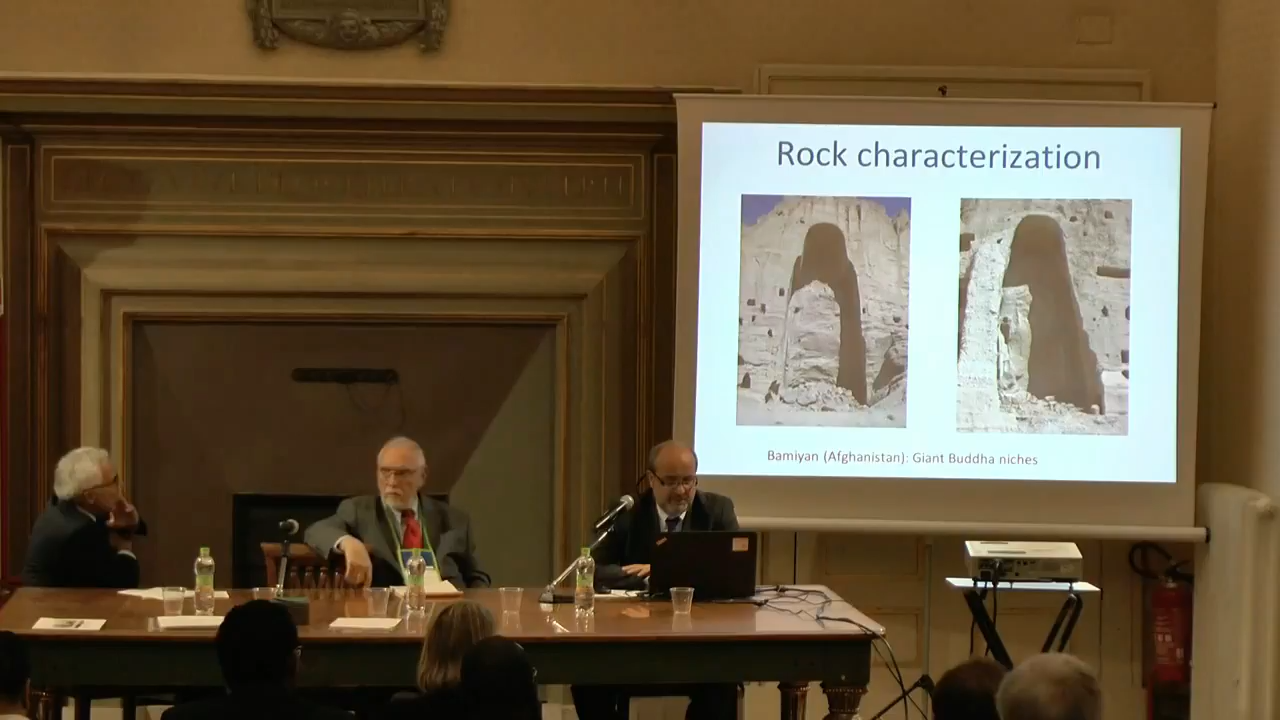 Rock characterization
Bamiyan (Afghanistan): Giant Buddha niches